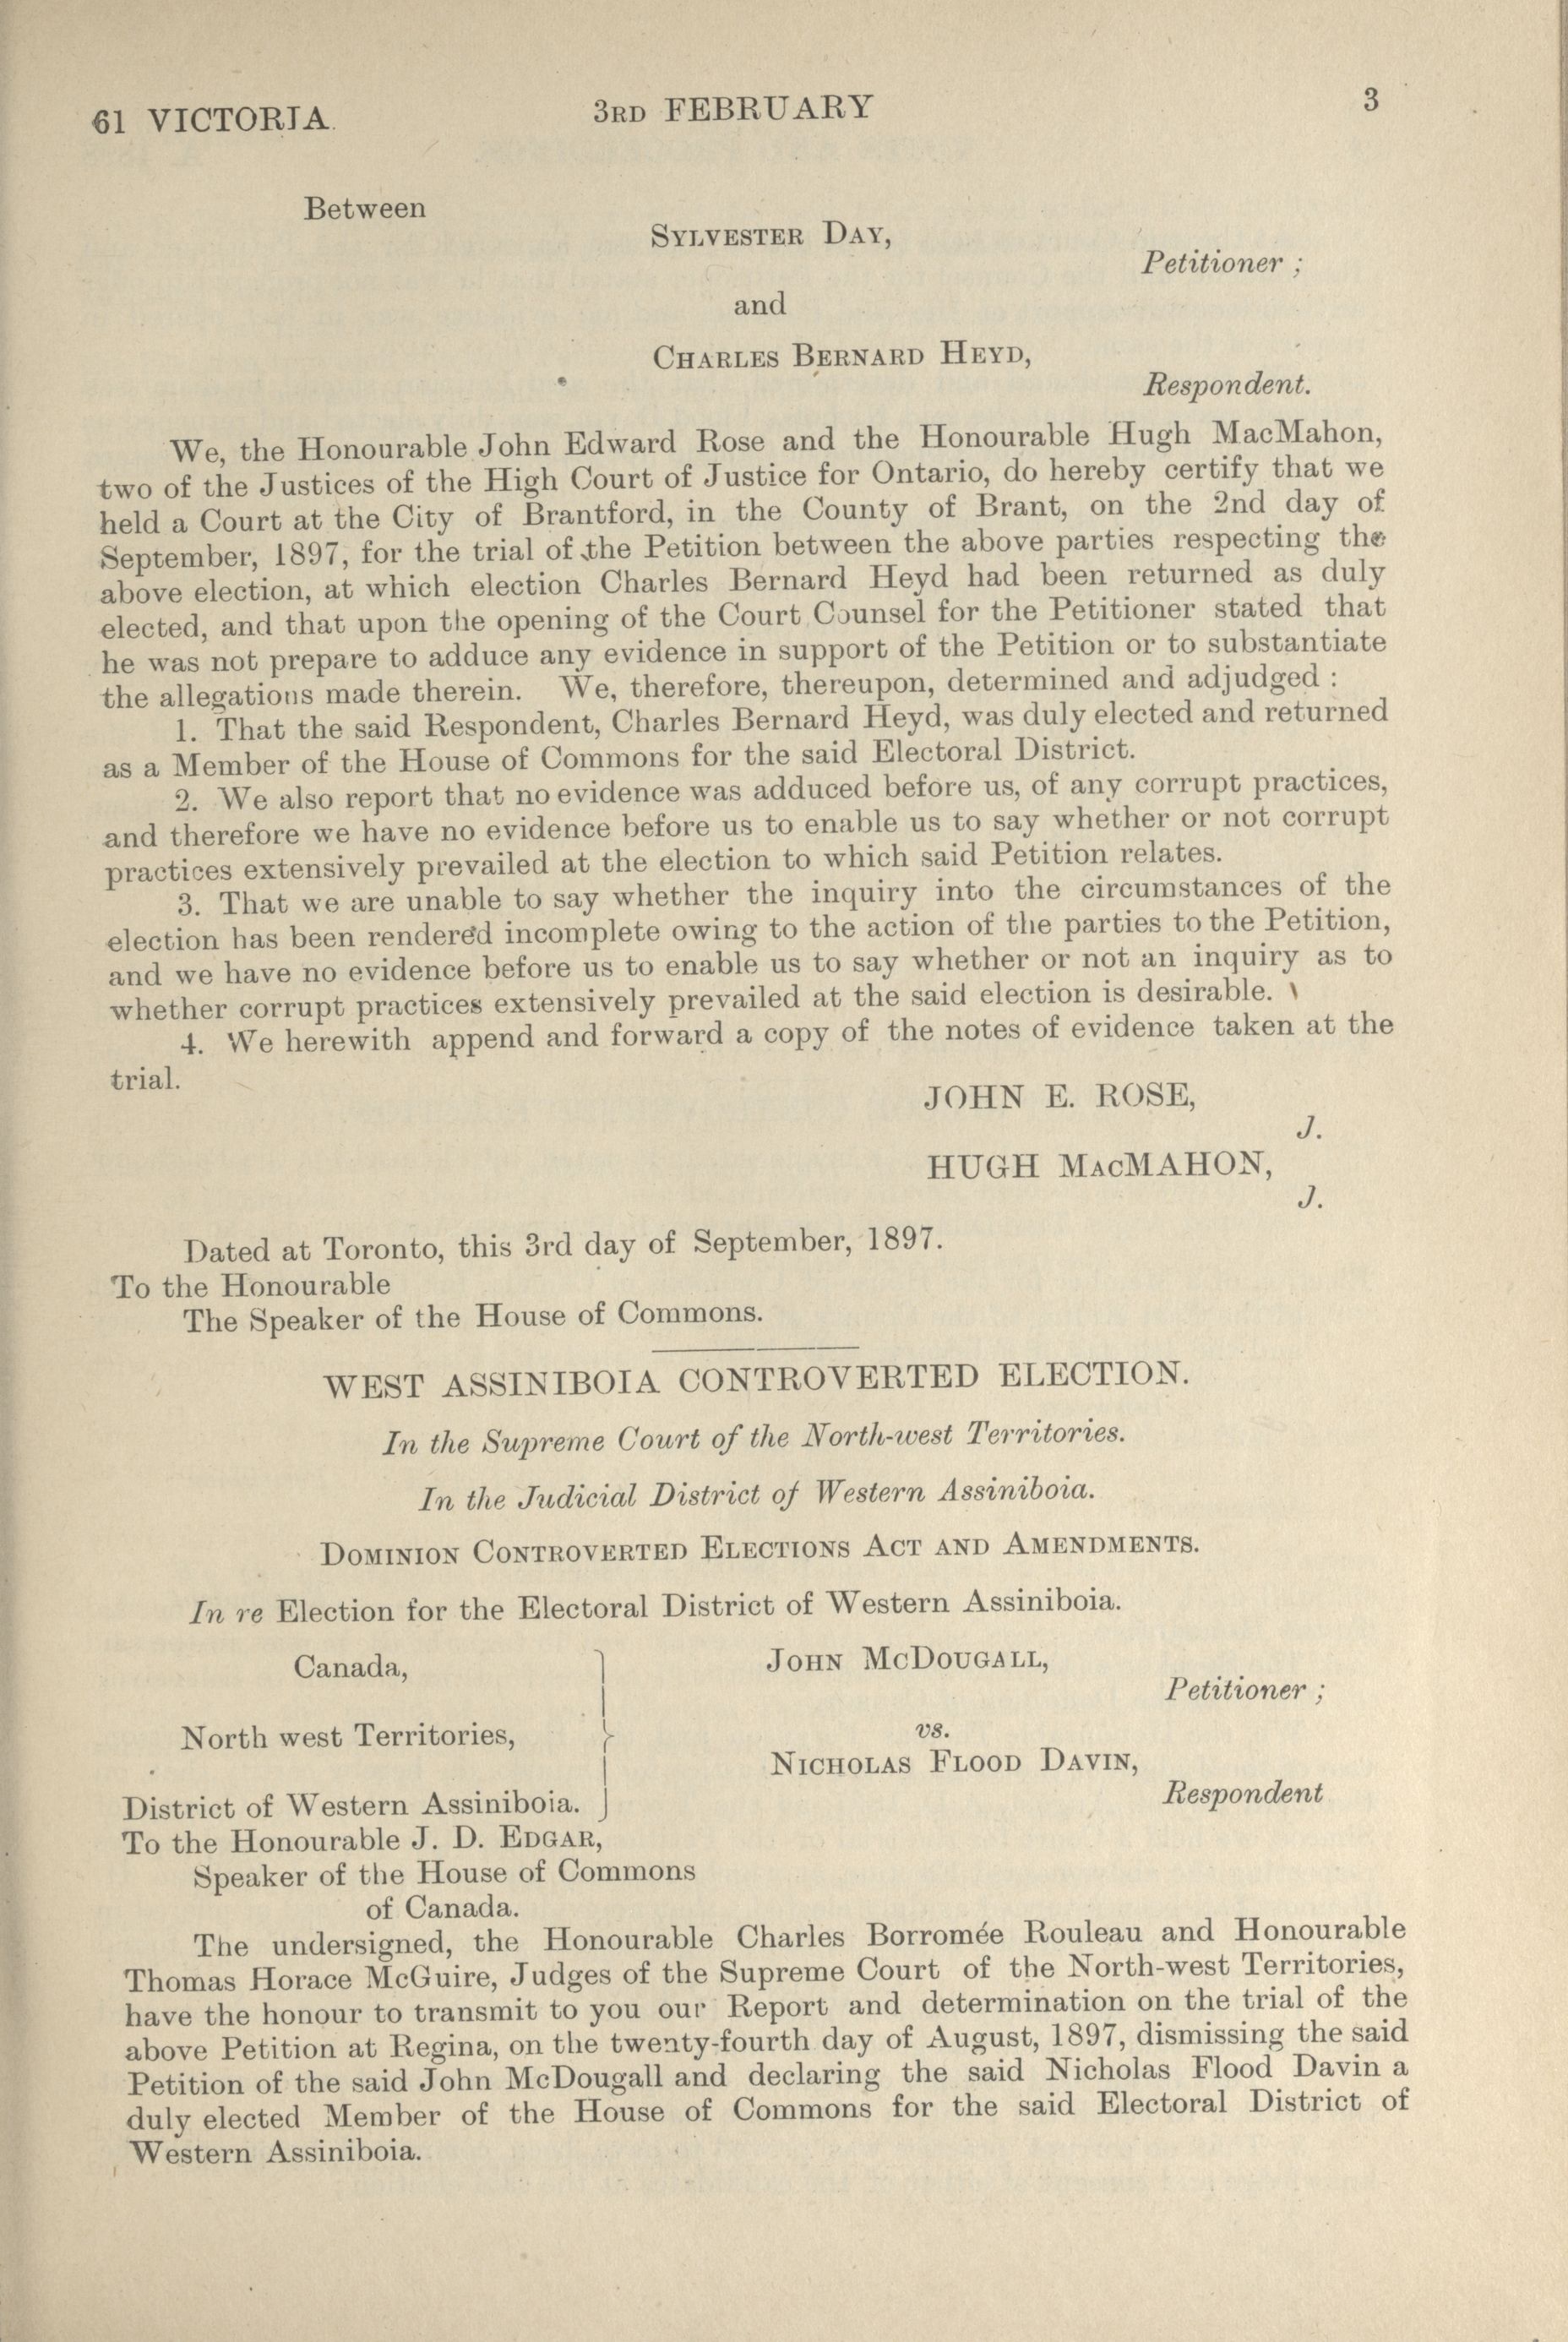 61 VICTORIA. 3RD FEBRUARY 3
Between
SYLVESTER DAY,
Petitioner ;
and
CHARLES BERNARD HEYD,
Respondent.
We, the Honourable John Edward Rose and the Honourable Hugh MacMahon,
two of the Justices of the High Court of Justice for Ontario, do hereby certify that we
held a Court at the City of Brantford, in the County of Brant, on the 2nd day of
September, 1897, for the trial of the Petition between the above parties respecting the
above election, at which election Charles Bernard Heyd had been returned as duly
elected, and that upon the opening of the Court Counsel for the Petitioner stated that
he was not prepare to adduce any evidence in support of the Petition or to substantiate
the allegations made therein. We, therefore, thereupon, determined and adjudged :
1. That the said Respondent, Charles Bernard Heyd, was duly elected and returned
as a Member of the House of Commons for the said Electoral District.
2. We also report that no evidence was adduced before us, of any corrupt practices,
and therefore we have no evidence before us to enable us to say whether or not corrupt
practices extensively prevailed at the election to which said Petition relates.
3. That we are unable to say whether the inquiry into the circumstances of the
election has been rendered incomplete owing to the action of the parties to the Petition,
and we have no evidence before us to enable us to say whether or not an inquiry as to
whether corrupt practices extensively prevailed at the said election is desirable.
4. We herewith append and forward a copy of the notes of evidence taken at the
trial.
JOHN E. ROSE,
J.
HUGH MACMAHON,
J.
Dated at Toronto, this 3rd day of September, 1897.
To the Honourable
The Speaker of the House of Commons.
WEST ASSINIBOIA CONTROVERTED ELECTION.
In the Supreme Court of the North-west Territories.
In the Judicial District of Western Assiniboia.
DOMINION CONTROVERTED ELECTIONS ACT AND AMENDMENTS.
In re Election for the Electoral District of Western Assiniboia.
Canada,
North west Territories,
District of Western Assiniboia.
JOHN MCDOUGALL,
Petitioner ;
vs.
NICHOLAS FLOOD DAVIN,
Respondent
To the Honourable J. D. EDGAR,
Speaker of the House of Commons
of Canada.
The undersigned, the Honourable Charles Borromée Rouleau and Honourable
Thomas Horace McGuire, Judges of the Supreme Court of the North-west Territories,
have the honour to transmit to you our Report and determination on the trial of the
above Petition at Regina, on the twenty-fourth day of August, 1897, dismissing the said
Petition of the said John McDougall and declaring the said Nicholas Flood Davin a
duly elected Member of the House of Commons for the said Electoral District of
Western Assiniboia.